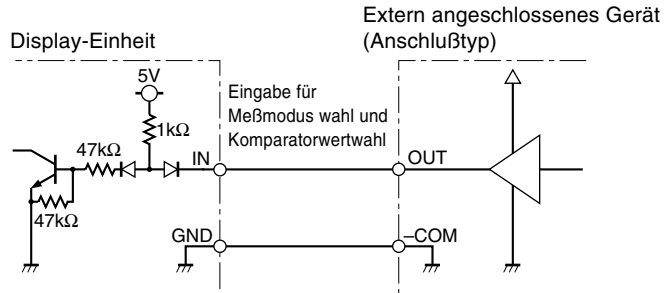 Extern angeschlossenes Gerät
(Anschlußtyp)
Display-Einheit
5V
Eingabe für
Meßmodus wahl und
Komparatorwertwahl
1kΩ
47kΩ
IN
OUT
47kΩ
GND
–COM